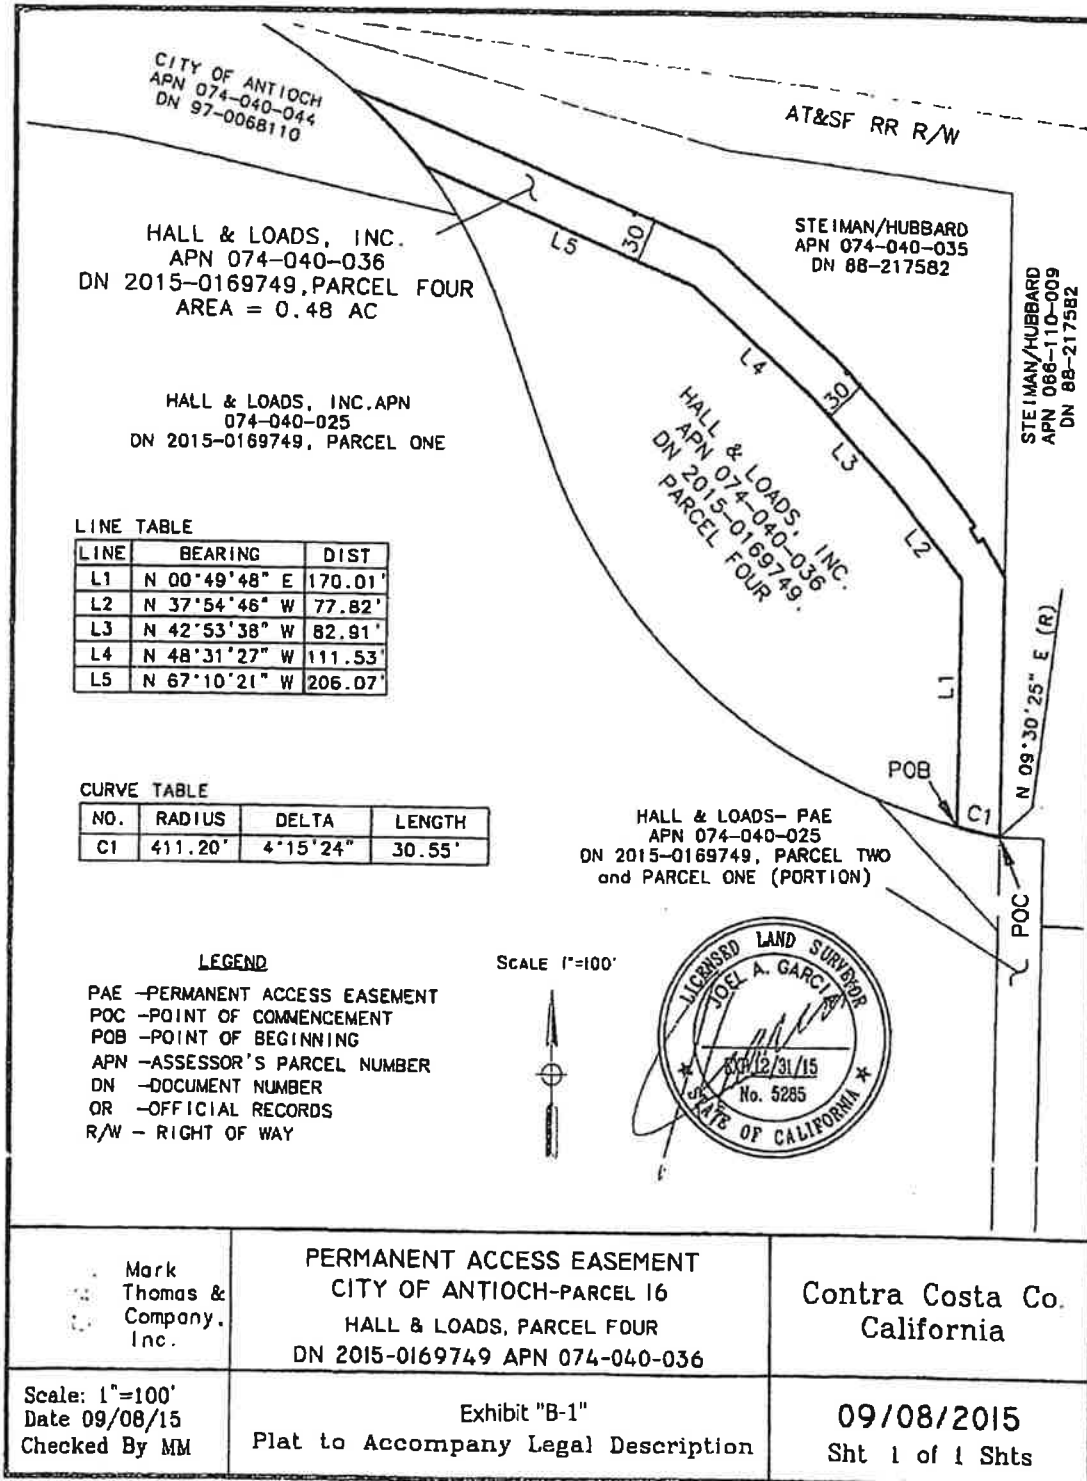 CITY OF ANTIOCH
APN 074-040-044
DN 97-0068110
AT&SF RR R/W
HALL & LOADS, INC.
APN 074-040-036
DN 2015-0169749,PARCEL FOUR
AREA = 0.48 AC
L5
30'
STEIMAN/HUBBARD
APN 074-040-035
DN 88-217582
STEIMAN/HUBBARD
APN 066-110-009
DN 88-217582
L4
30'
HALL & LOADS, INC.APN
074-040-025
DN 2015-0169749, PARCEL ONE
HALL & LOADS, INC.
APN 074-040-036
DN 2015-0169749.
PARCEL FOUR
L3
L2
LINE TABLE
LINE BEARING DIST
L1 N 00°49'48" E 170.01'
L2 N 37°54'46" W 77.82'
L3 N 42°53'38" W 82.91'
L4 N 48°31'27" W 111.53'
L5 N 67°10'21" W 206.07'
L1
N 09°30'25" E (R)
POB
C1
POC
CURVE TABLE
NO. RADIUS DELTA LENGTH
C1 411.20' 4°15'24" 30.55'
HALL & LOADS- PAE
APN 074-040-025
DN 2015-0169749, PARCEL TWO
and PARCEL ONE (PORTION)
LEGEND
PAE -PERMANENT ACCESS EASEMENT
POC -POINT OF COMMENCEMENT
POB -POINT OF BEGINNING
APN -ASSESSOR'S PARCEL NUMBER
DN -DOCUMENT NUMBER
OR -OFFICIAL RECORDS
R/W - RIGHT OF WAY
SCALE 1"=100'
LICENSED LAND SURVEYOR
JOEL A. GARCIA
EXP.12/31/15
No. 5285
STATE OF CALIFORNIA
Mark
Thomas &
Company,
Inc.
PERMANENT ACCESS EASEMENT
CITY OF ANTIOCH-PARCEL 16
HALL & LOADS, PARCEL FOUR
DN 2015-0169749 APN 074-040-036
Contra Costa Co.
California
Scale: 1"=100'
Date 09/08/15
Checked By MM
Exhibit "B-1"
Plat to Accompany Legal Description
09/08/2015
Sht 1 of 1 Shts